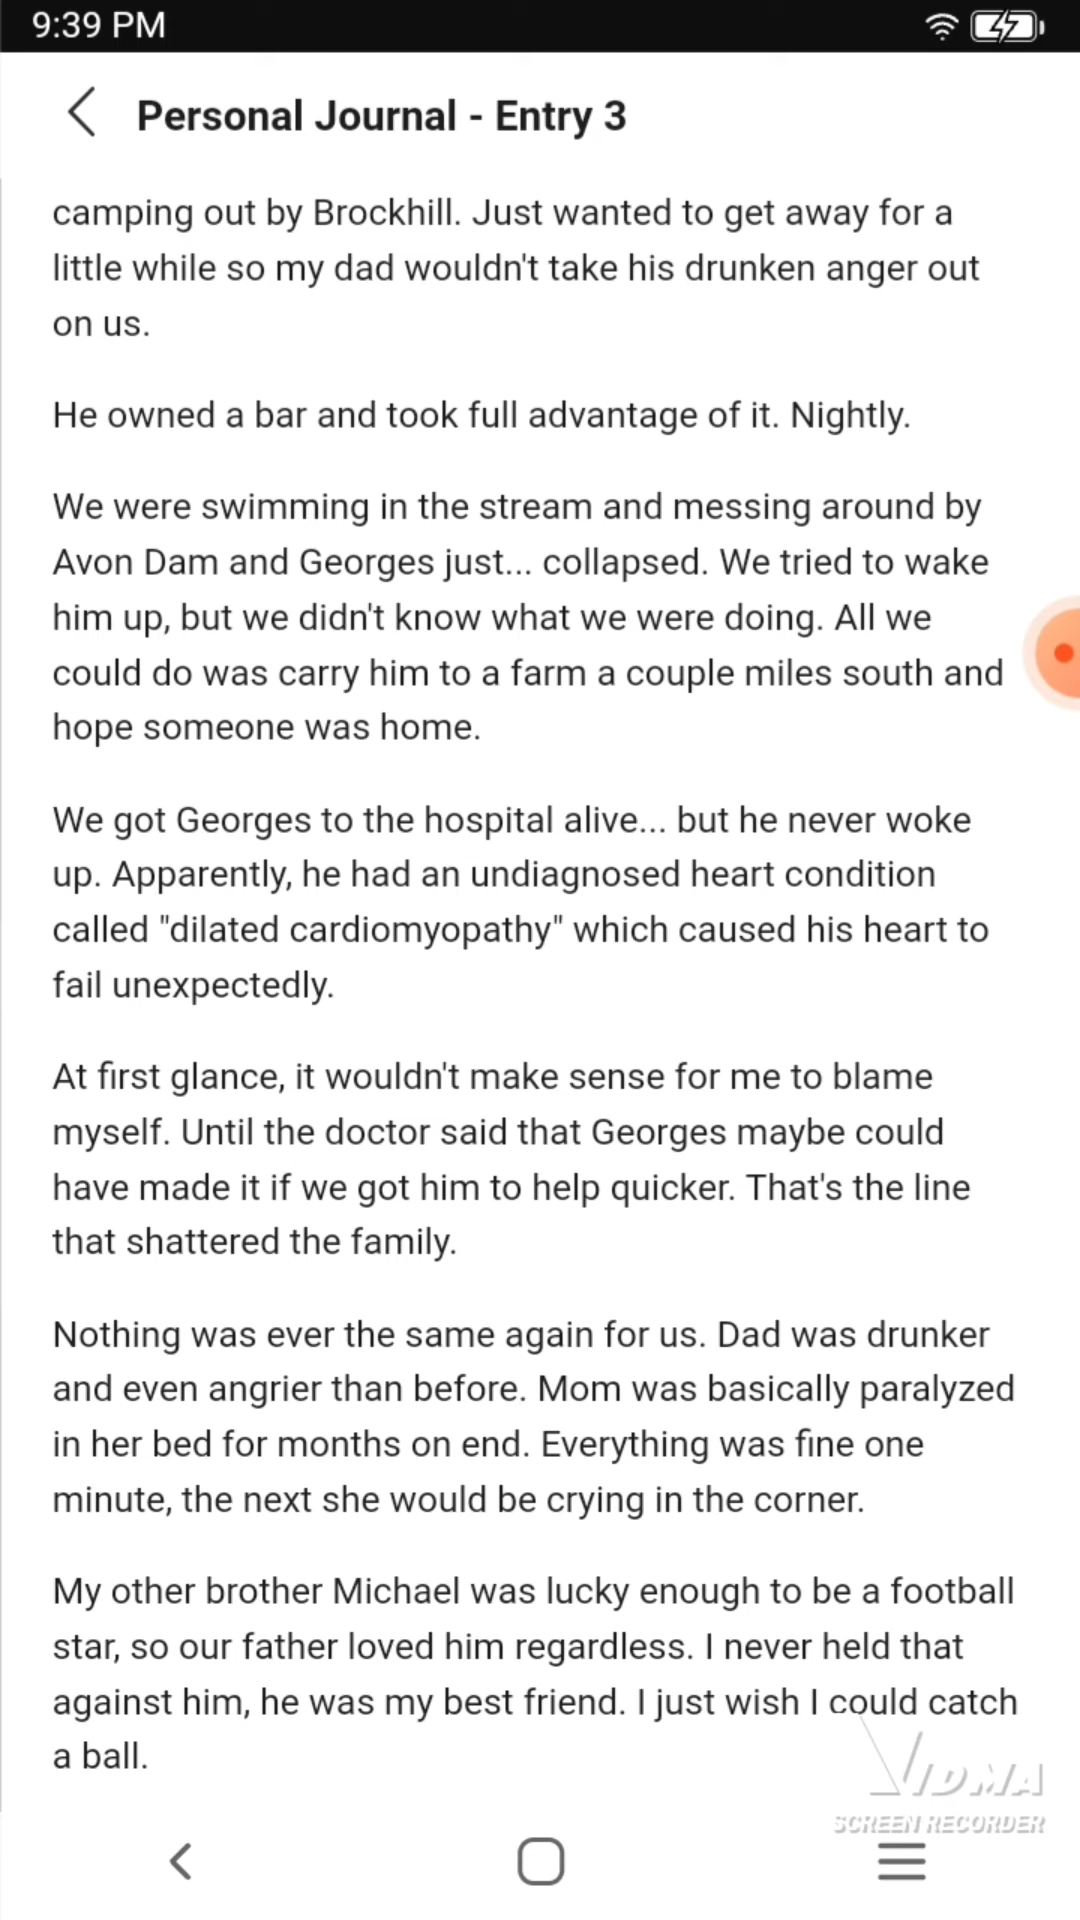 9:39 PM
Personal Journal - Entry 3
camping out by Brockhill. Just wanted to get away for a
little while so my dad wouldn't take his drunken anger out
on us.
He owned a bar and took full advantage of it. Nightly.
We were swimming in the stream and messing around by
Avon Dam and Georges just... collapsed. We tried to wake
him up, but we didn't know what we were doing. All we
could do was carry him to a farm a couple miles south and
hope someone was home.
We got Georges to the hospital alive... but he never woke
up. Apparently, he had an undiagnosed heart condition
called "dilated cardiomyopathy" which caused his heart to
fail unexpectedly.
At first glance, it wouldn't make sense for me to blame
myself. Until the doctor said that Georges maybe could
have made it if we got him to help quicker. That's the line
that shattered the family.
Nothing was ever the same again for us. Dad was drunker
and even angrier than before. Mom was basically paralyzed
in her bed for months on end. Everything was fine one
minute, the next she would be crying in the corner.
My other brother Michael was lucky enough to be a football
star, so our father loved him regardless. I never held that
against him, he was my best friend. I just wish I could catch
a ball.
VIDMA
SCREEN RECORDER